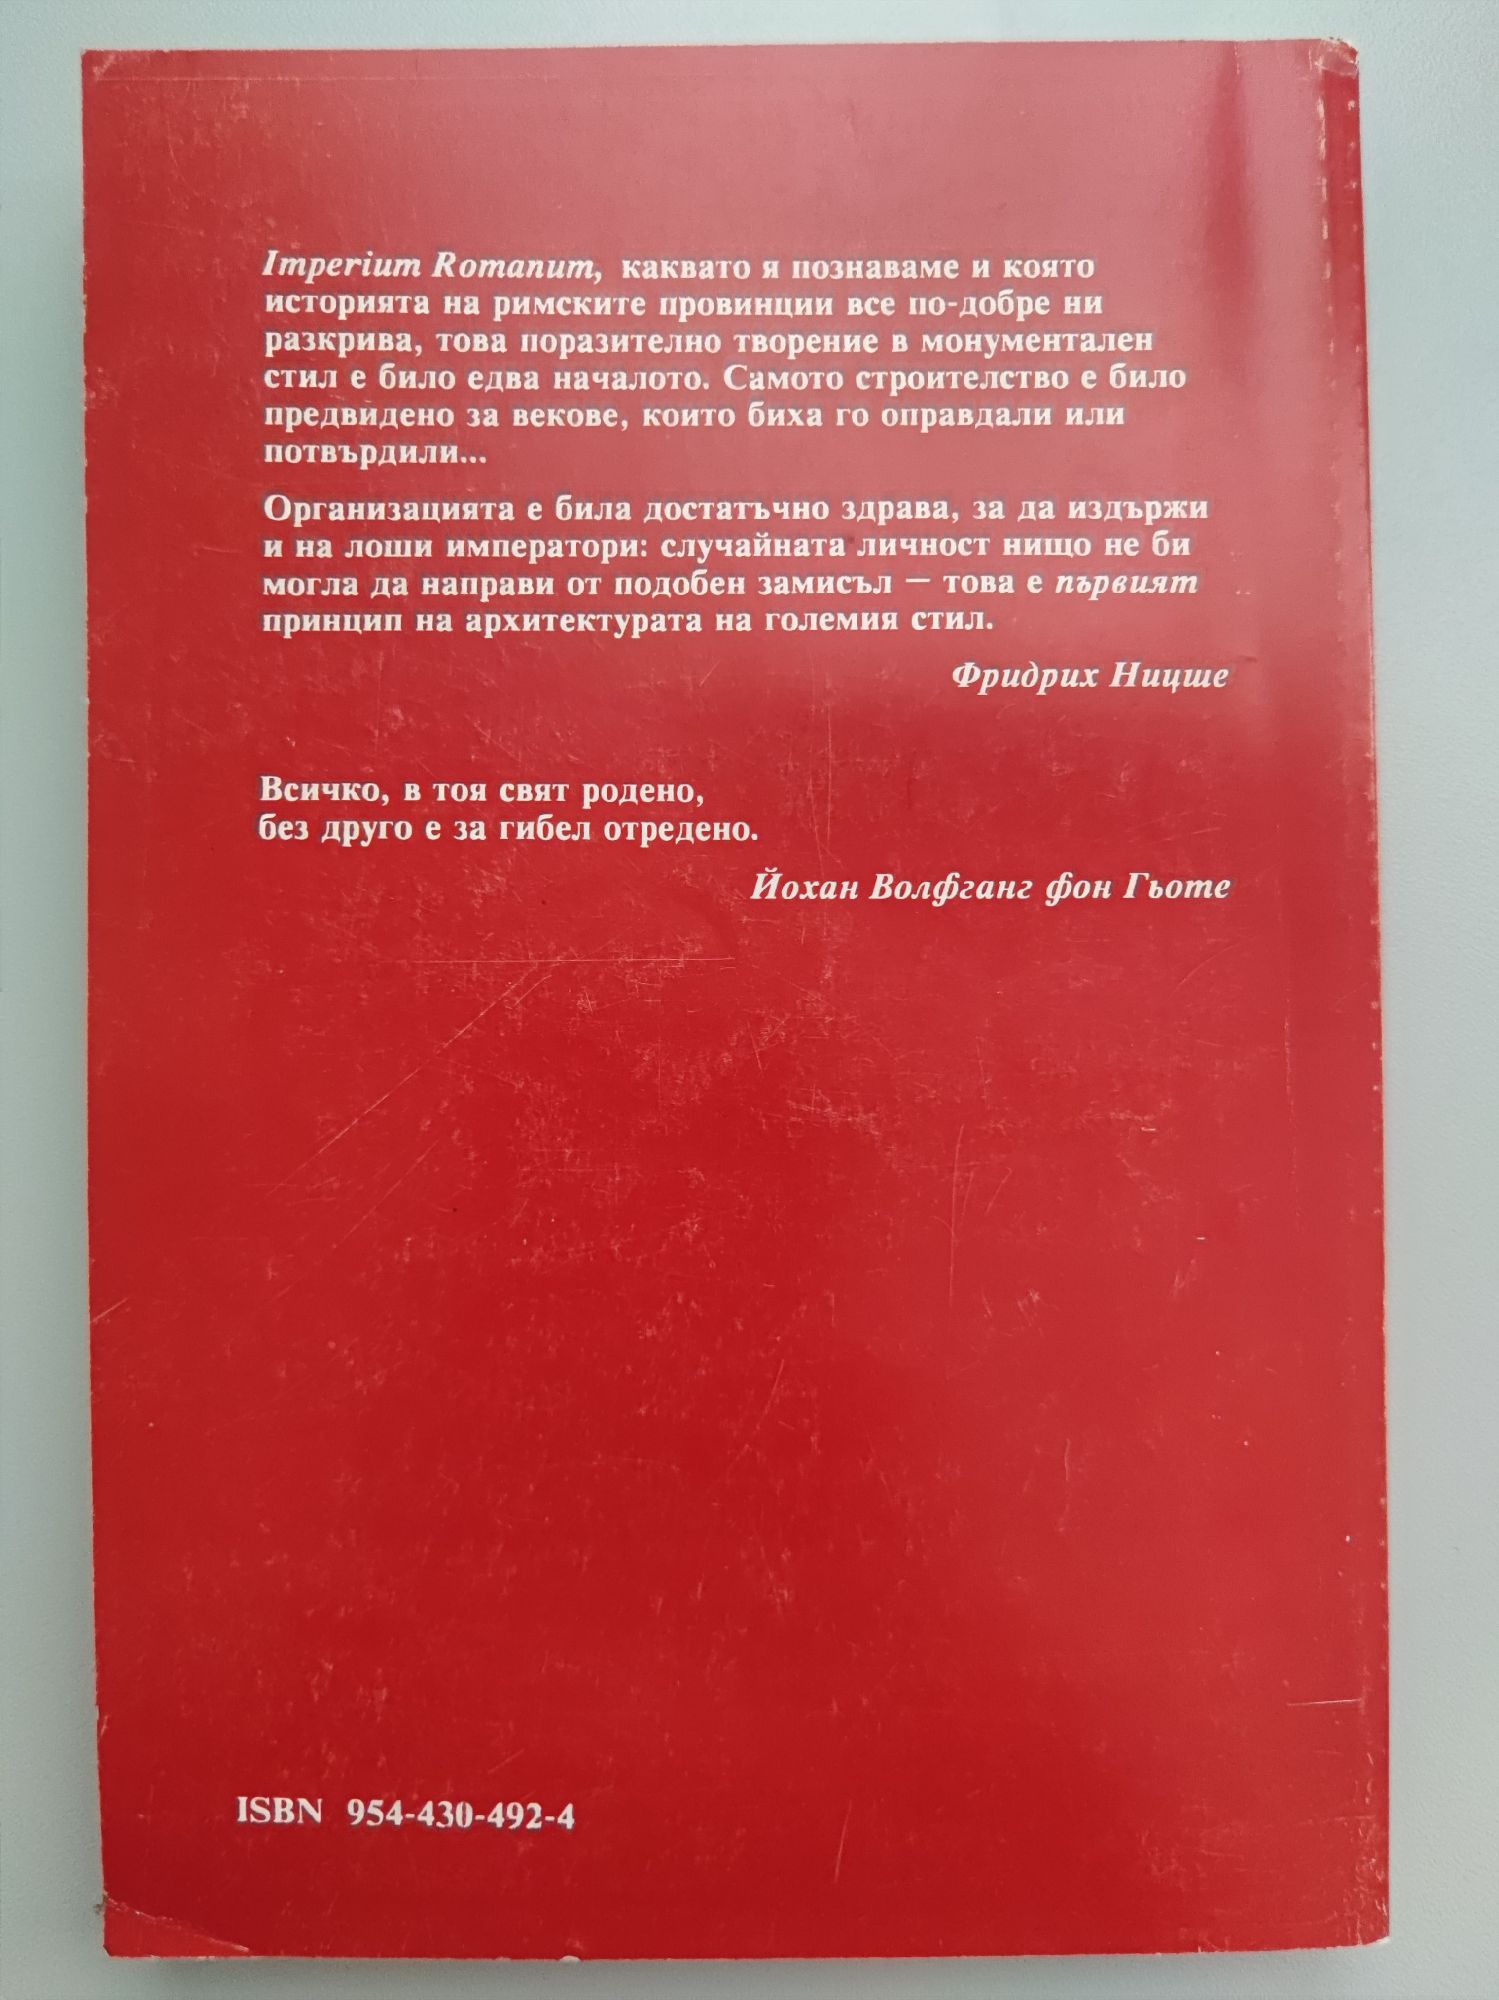 Imperium Romanum, каквато я познаваме и която
историята на римските провинции все по-добре ни
разкрива, това поразително творение в монументален
стил е било едва началото. Самото строителство е било
предвидено за векове, които биха го оправдали или
потвърдили...
Организацията е била достатъчно здрава, за да издържи
и на лоши императори: случайната личност нищо не би
могла да направи от подобен замисъл — това е първият
принцип на архитектурата на големия стил.
Фридрих Ницше
Всичко, в тоя свят родено,
без друго е за гибел отредено.
Йохан Волфганг фон Гьоте
ISBN 954-430-492-4